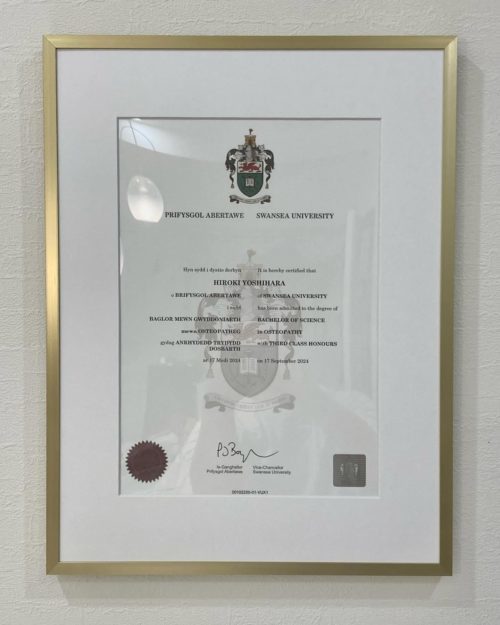 PRIFYSGOL ABERTAWE SWANSEA UNIVERSITY
Hyn sydd i dystio derbyn It is hereby certified that
HIROKI YOSHIHARA
o BRIFYSGOL ABERTAWE of SWANSEA UNIVERSITY
i radd has been admitted to the degree of
BAGLOR MEWN GWYDDONIAETH BACHELOR OF SCIENCE
mewn OSTEOPATHEG in OSTEOPATHY
gydag ANRHYDEDD TRYDYDD with THIRD CLASS HONOURS
DOSBARTH
ar 17 Medi 2024 on 17 September 2024
Is-Ganghellor Vice-Chancellor
Prifysgol Abertawe Swansea University